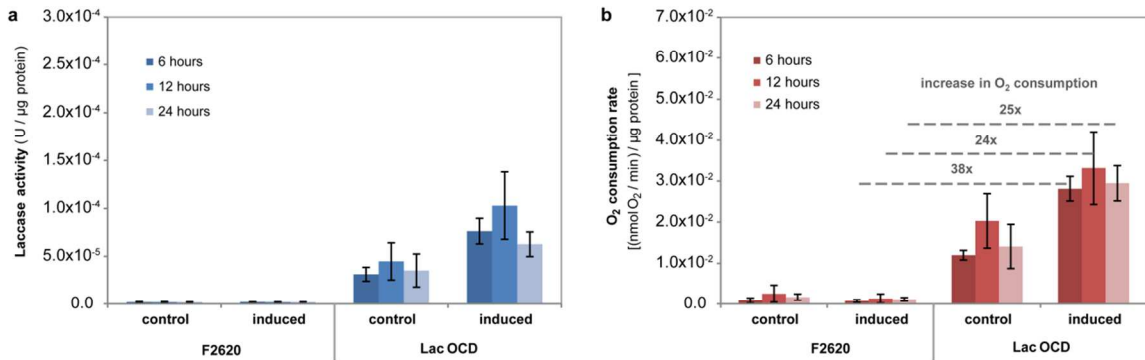 a
Laccase activity (U / µg protein)
3.0x10-4
2.5x10-4
2.0x10-4
1.5x10-4
1.0x10-4
5.0x10-5
0.0
6 hours
12 hours
24 hours
control induced control induced
F2620 Lac OCD
b
O2 consumption rate
[(nmol O2 / min) / µg protein ]
7.0x10-2
6.0x10-2
5.0x10-2
4.0x10-2
3.0x10-2
2.0x10-2
1.0x10-2
0.0
6 hours
12 hours
24 hours
increase in O2 consumption
25x
24x
38x
control induced control induced
F2620 Lac OCD